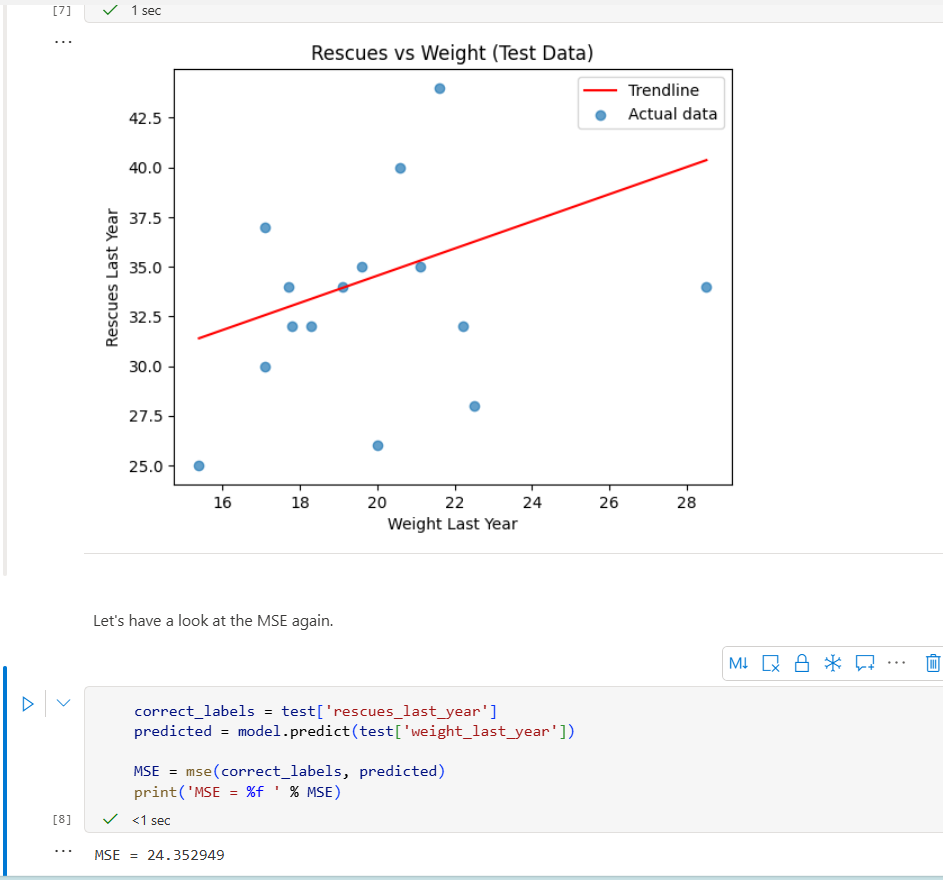 [7]
1 sec
...
Rescues vs Weight (Test Data)
Trendline
Actual data
42.5
40.0
37.5
35.0
32.5
30.0
27.5
25.0
Rescues Last Year
16 18 20 22 24 26 28
Weight Last Year
Let's have a look at the MSE again.
M↓ ...
correct_labels = test['rescues_last_year']
predicted = model.predict(test['weight_last_year'])
MSE = mse(correct_labels, predicted)
print('MSE = %f ' % MSE)
[8]
<1 sec
...
MSE = 24.352949